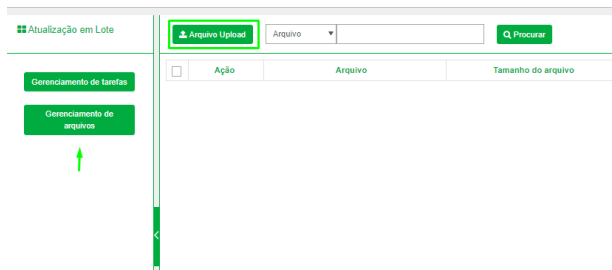 Atualização em Lote
Arquivo Upload
Arquivo
Procurar
Ação
Arquivo
Tamanho do arquivo
Gerenciamento de tarefas
Gerenciamento de
arquivos